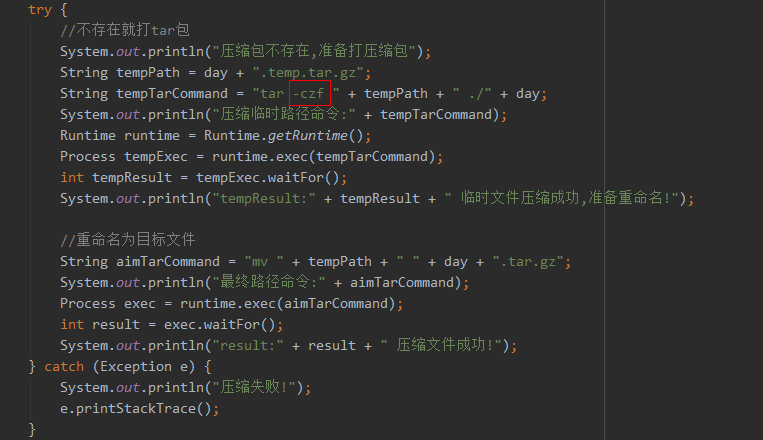 try {
//不存在就打tar包
System.out.println("压缩包不存在,准备打压缩包");
String tempPath = day + ".temp.tar.gz";
String tempTarCommand = "tar -czf " + tempPath + " ./" + day;
System.out.println("压缩临时路径命令:" + tempTarCommand);
Runtime runtime = Runtime.getRuntime();
Process tempExec = runtime.exec(tempTarCommand);
int tempResult = tempExec.waitFor();
System.out.println("tempResult:" + tempResult + " 临时文件压缩成功,准备重命名!");
//重命名为目标文件
String aimTarCommand = "mv " + tempPath + " " + day + ".tar.gz";
System.out.println("最终路径命令:" + aimTarCommand);
Process exec = runtime.exec(aimTarCommand);
int result = exec.waitFor();
System.out.println("result:" + result + " 压缩文件成功!");
} catch (Exception e) {
System.out.println("压缩失败!");
e.printStackTrace();
}